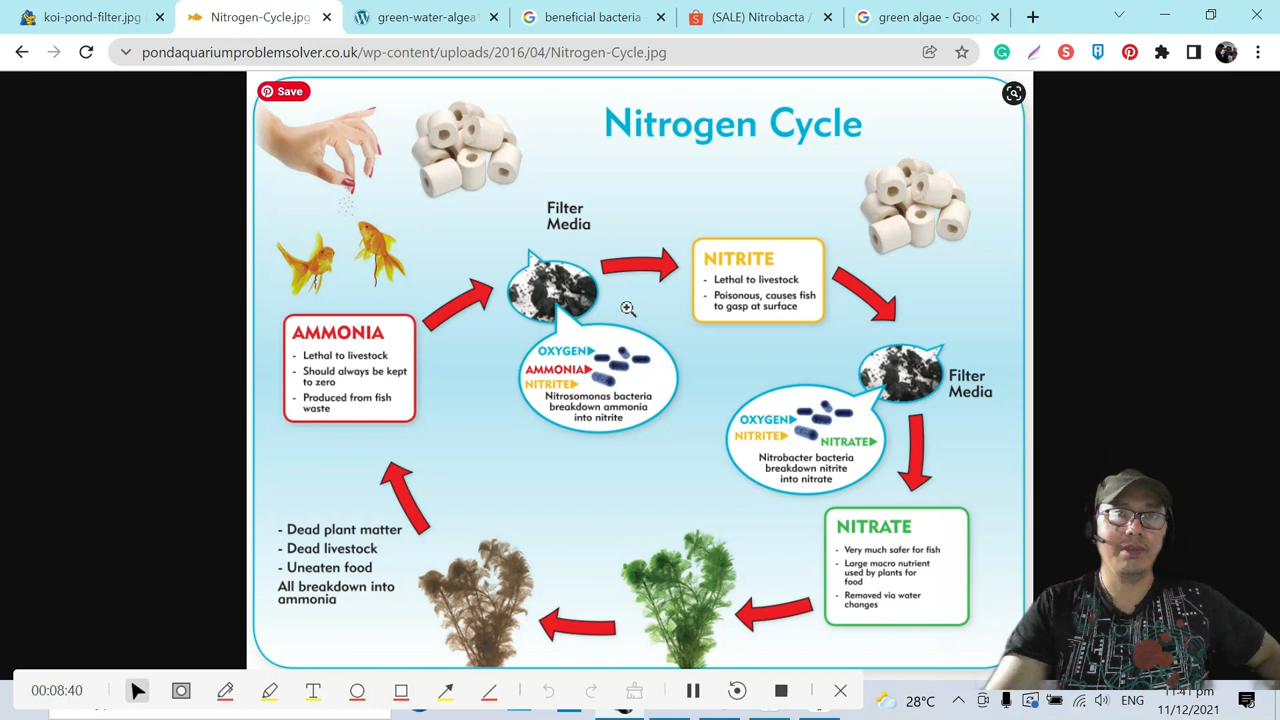 koi-pond-filter.jpg
Nitrogen-Cycle.jpg
green-water-algea
beneficial bacteria -
(SALE) Nitrobacta /
green algae - Goog
pondaquariumproblemsolver.co.uk/wp-content/uploads/2016/04/Nitrogen-Cycle.jpg
Save
Nitrogen Cycle
Filter
Media
NITRITE
- Lethal to livestock
- Poisonous, causes fish
to gasp at surface
AMMONIA
- Lethal to livestock
- Should always be kept
to zero
- Produced from fish
waste
OXYGEN
AMMONIA
NITRITE
Nitrosomonas bacteria
breakdown ammonia
into nitrite
Filter
Media
OXYGEN
NITRITE
NITRATE
Nitrobacter bacteria
breakdown nitrite
into nitrate
NITRATE
- Very much safer for fish
- Large macro nutrient
used by plants for
food
- Removed via water
changes
- Dead plant matter
- Dead livestock
- Uneaten food
All breakdown into
ammonia
00:08:40
T
28°C
ENG
11:41 pm
11/12/2021